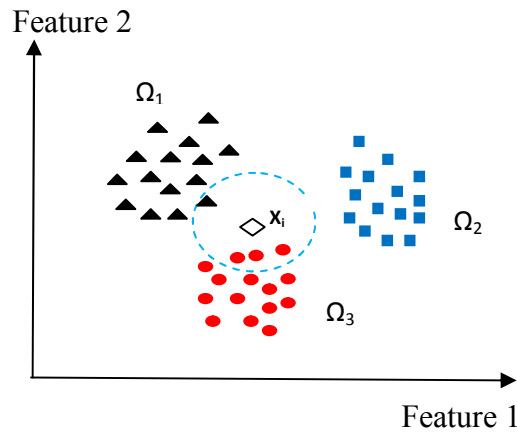 Feature 2
Ω₁
Xᵢ
Ω₂
Ω₃
Feature 1